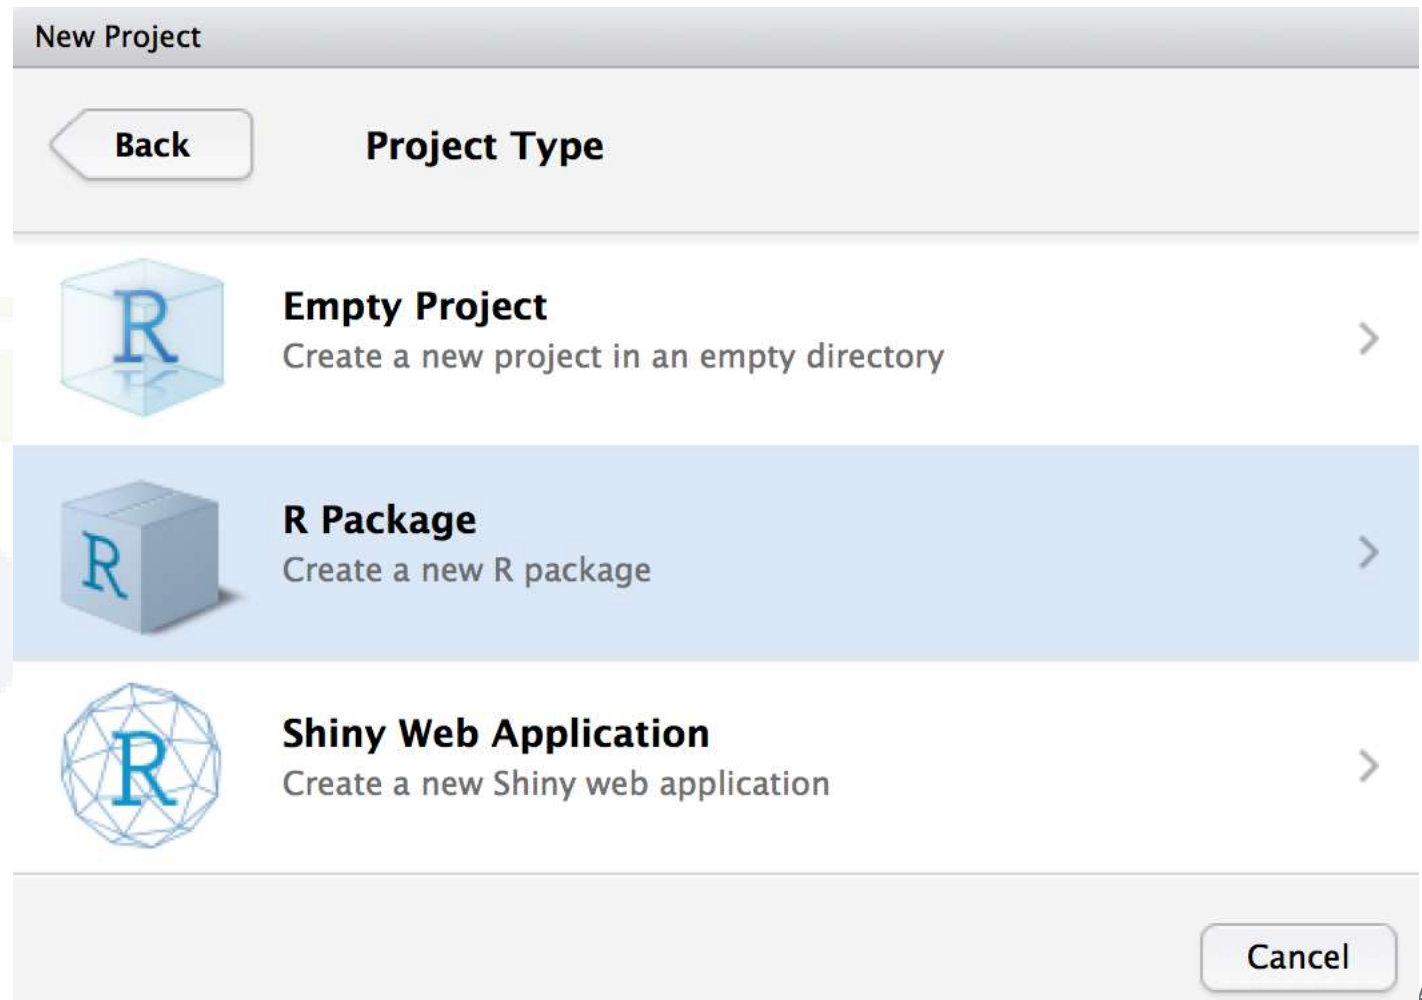 New Project
Back
Project Type
R
Empty Project
Create a new project in an empty directory
R
R Package
Create a new R package
R
Shiny Web Application
Create a new Shiny web application
Cancel